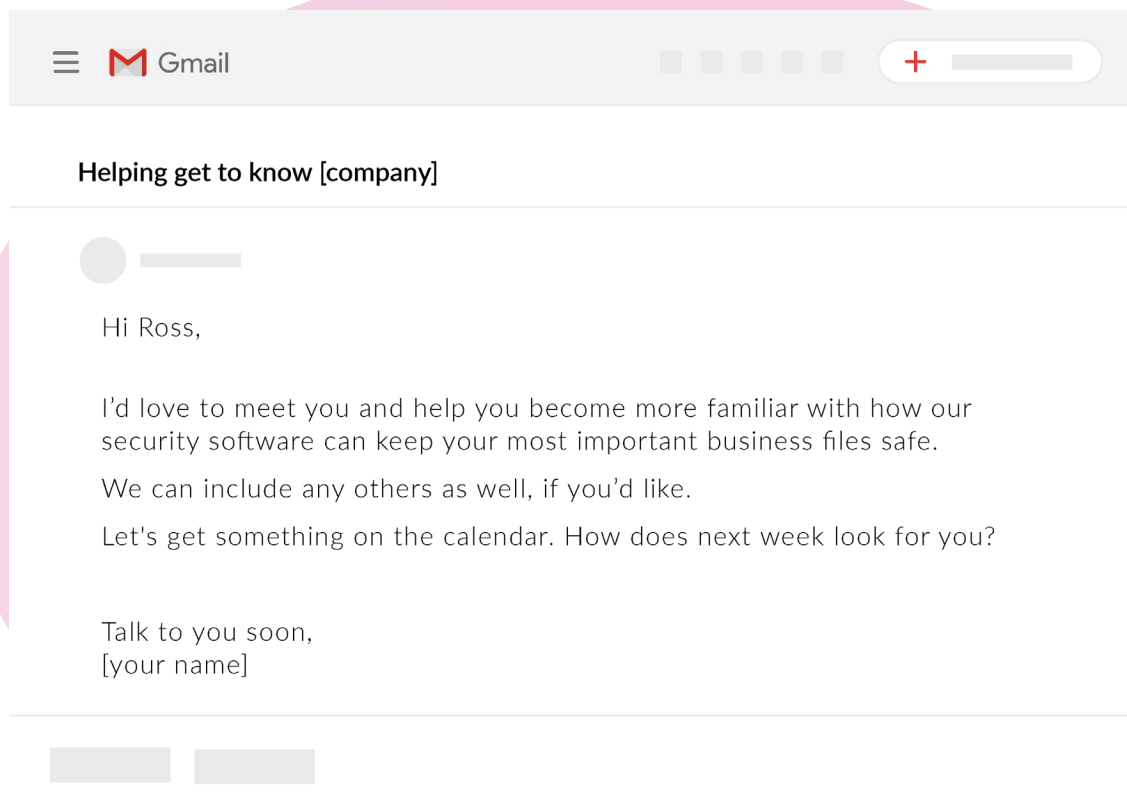 Gmail
Helping get to know [company]
Hi Ross,
I’d love to meet you and help you become more familiar with how our
security software can keep your most important business files safe.
We can include any others as well, if you’d like.
Let's get something on the calendar. How does next week look for you?
Talk to you soon,
[your name]